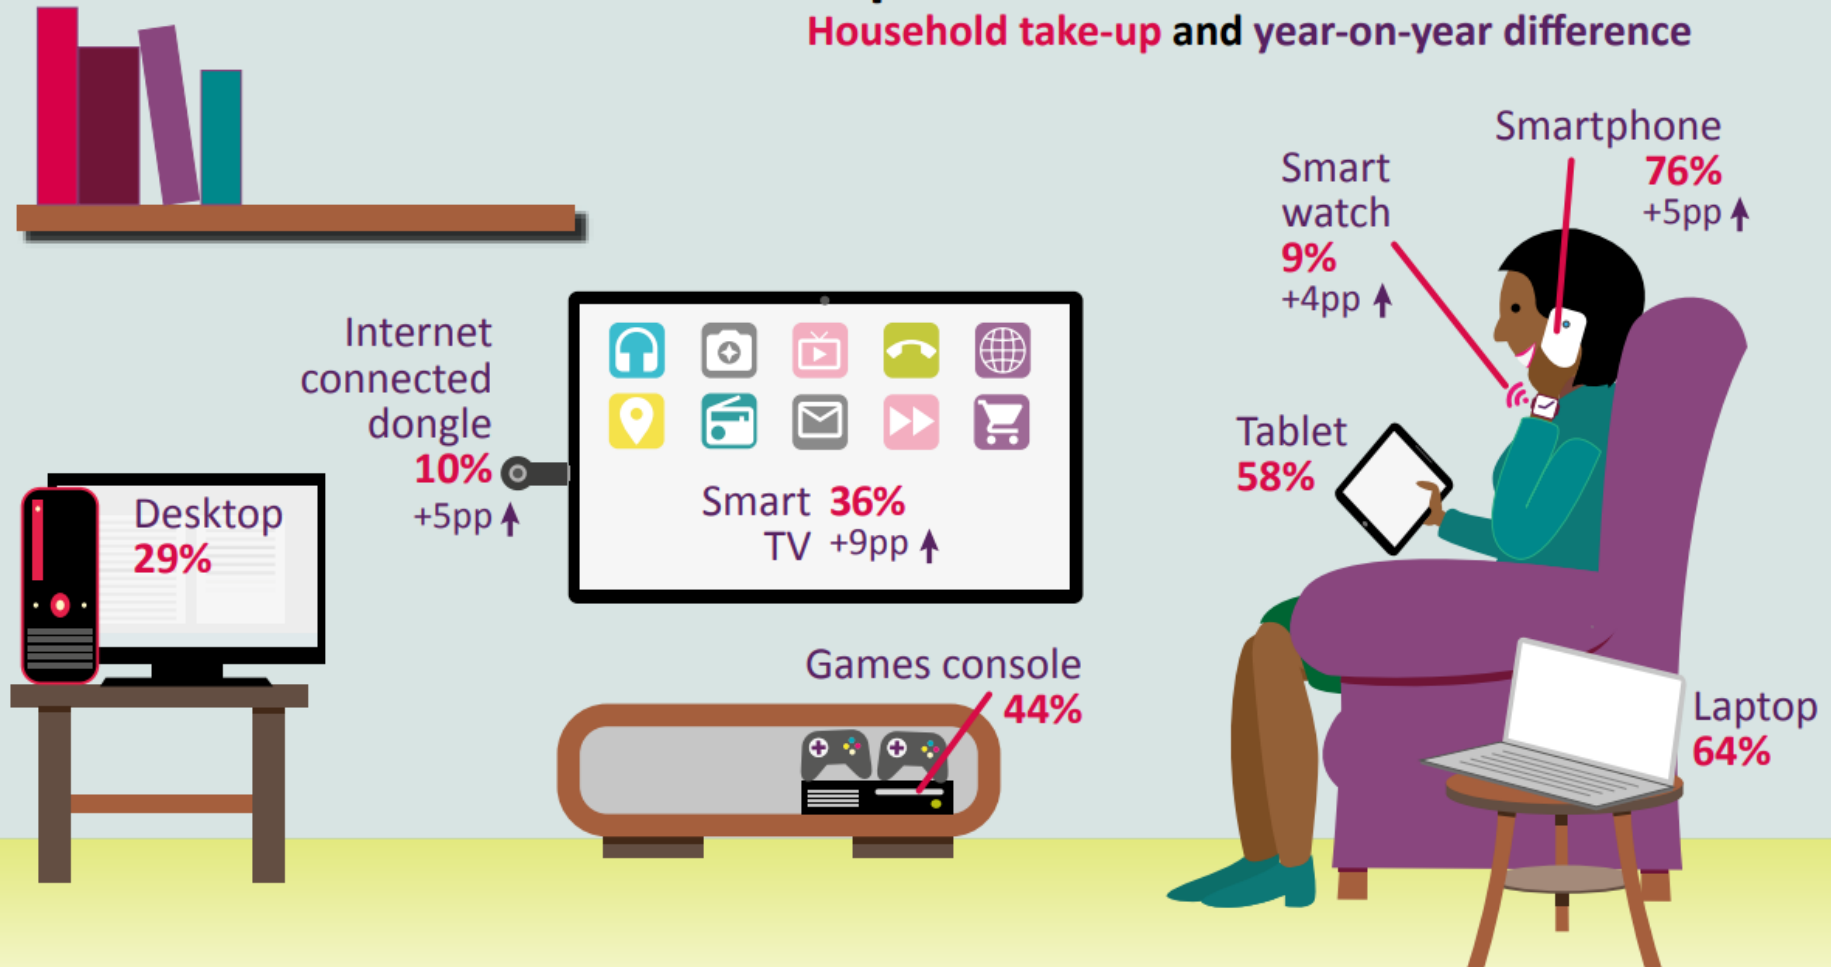 Household take-up and year-on-year difference
Smartphone
76%
+5pp
Smart
watch
9%
+4pp
Internet
connected
dongle
10%
+5pp
Tablet
58%
Desktop
29%
Smart 36%
TV +9pp
Games console
44%
Laptop
64%